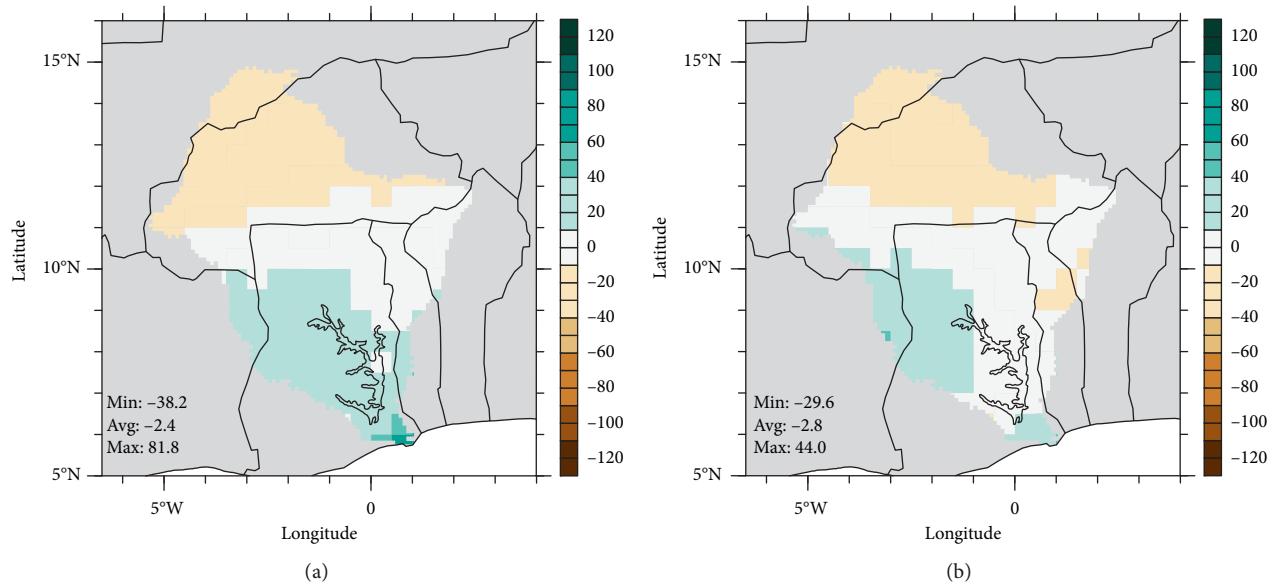 15°N
10°N
5°N
Latitude
5°W
0
Longitude
Min: –38.2
Avg: –2.4
Max: 81.8
120
100
80
60
40
20
0
–20
–40
–60
–80
–100
–120
(a)
15°N
10°N
5°N
Latitude
5°W
0
Longitude
Min: –29.6
Avg: –2.8
Max: 44.0
120
100
80
60
40
20
0
–20
–40
–60
–80
–100
–120
(b)